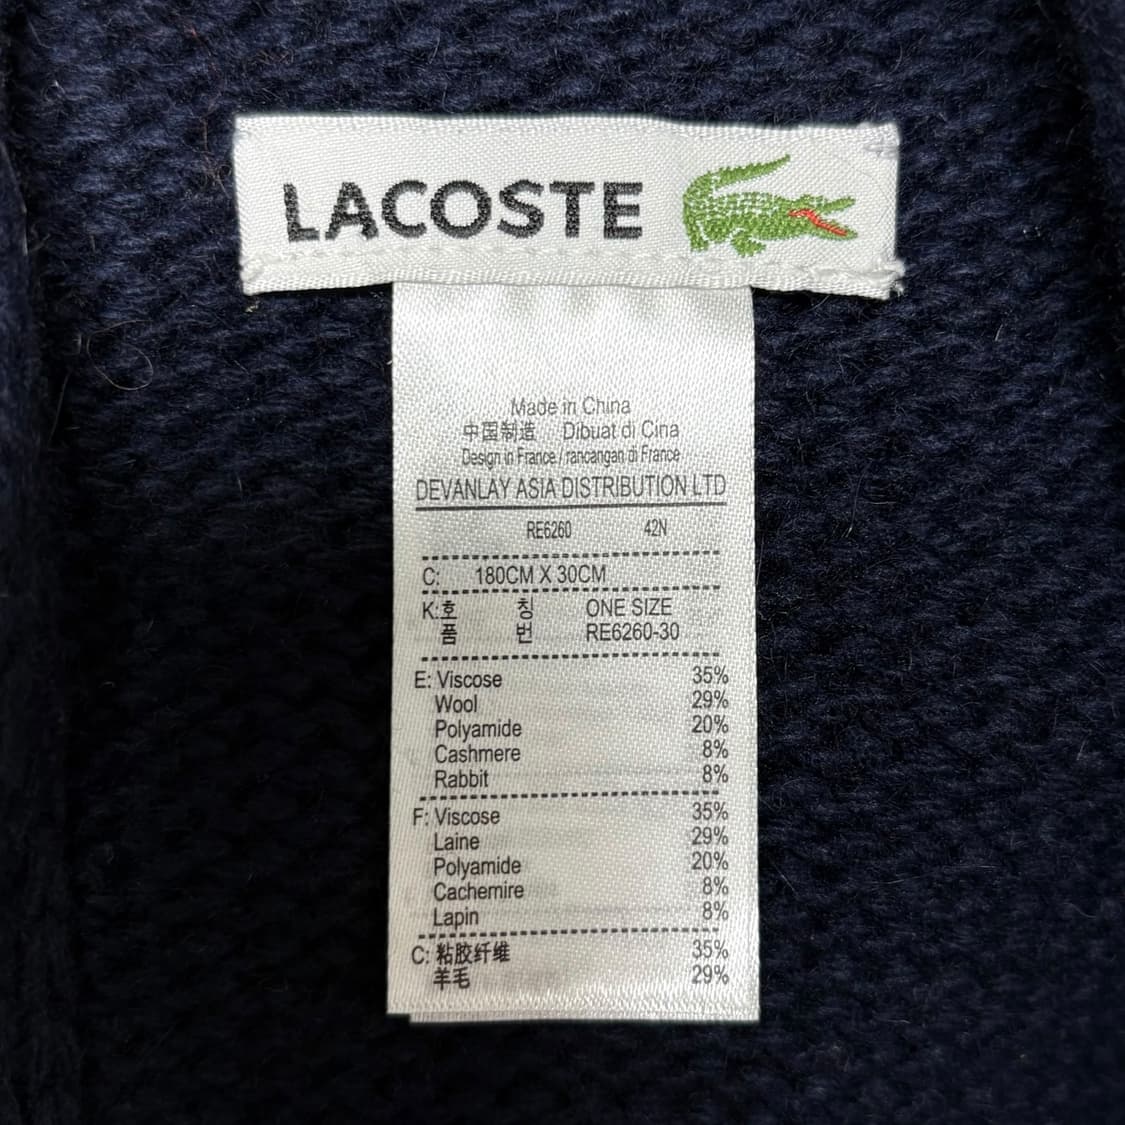 LACOSTE
Made in China
中国制造 Dibuat di Cina
Design in France / rancangan di France
DEVANLAY ASIA DISTRIBUTION LTD
RE6260 42N
C: 180CM X 30CM
K:호 칭 ONE SIZE
품 번 RE6260-30
E: Viscose 35%
Wool 29%
Polyamide 20%
Cashmere 8%
Rabbit 8%
F: Viscose 35%
Laine 29%
Polyamide 20%
Cachemire 8%
Lapin 8%
C: 粘胶纤维 35%
羊毛 29%